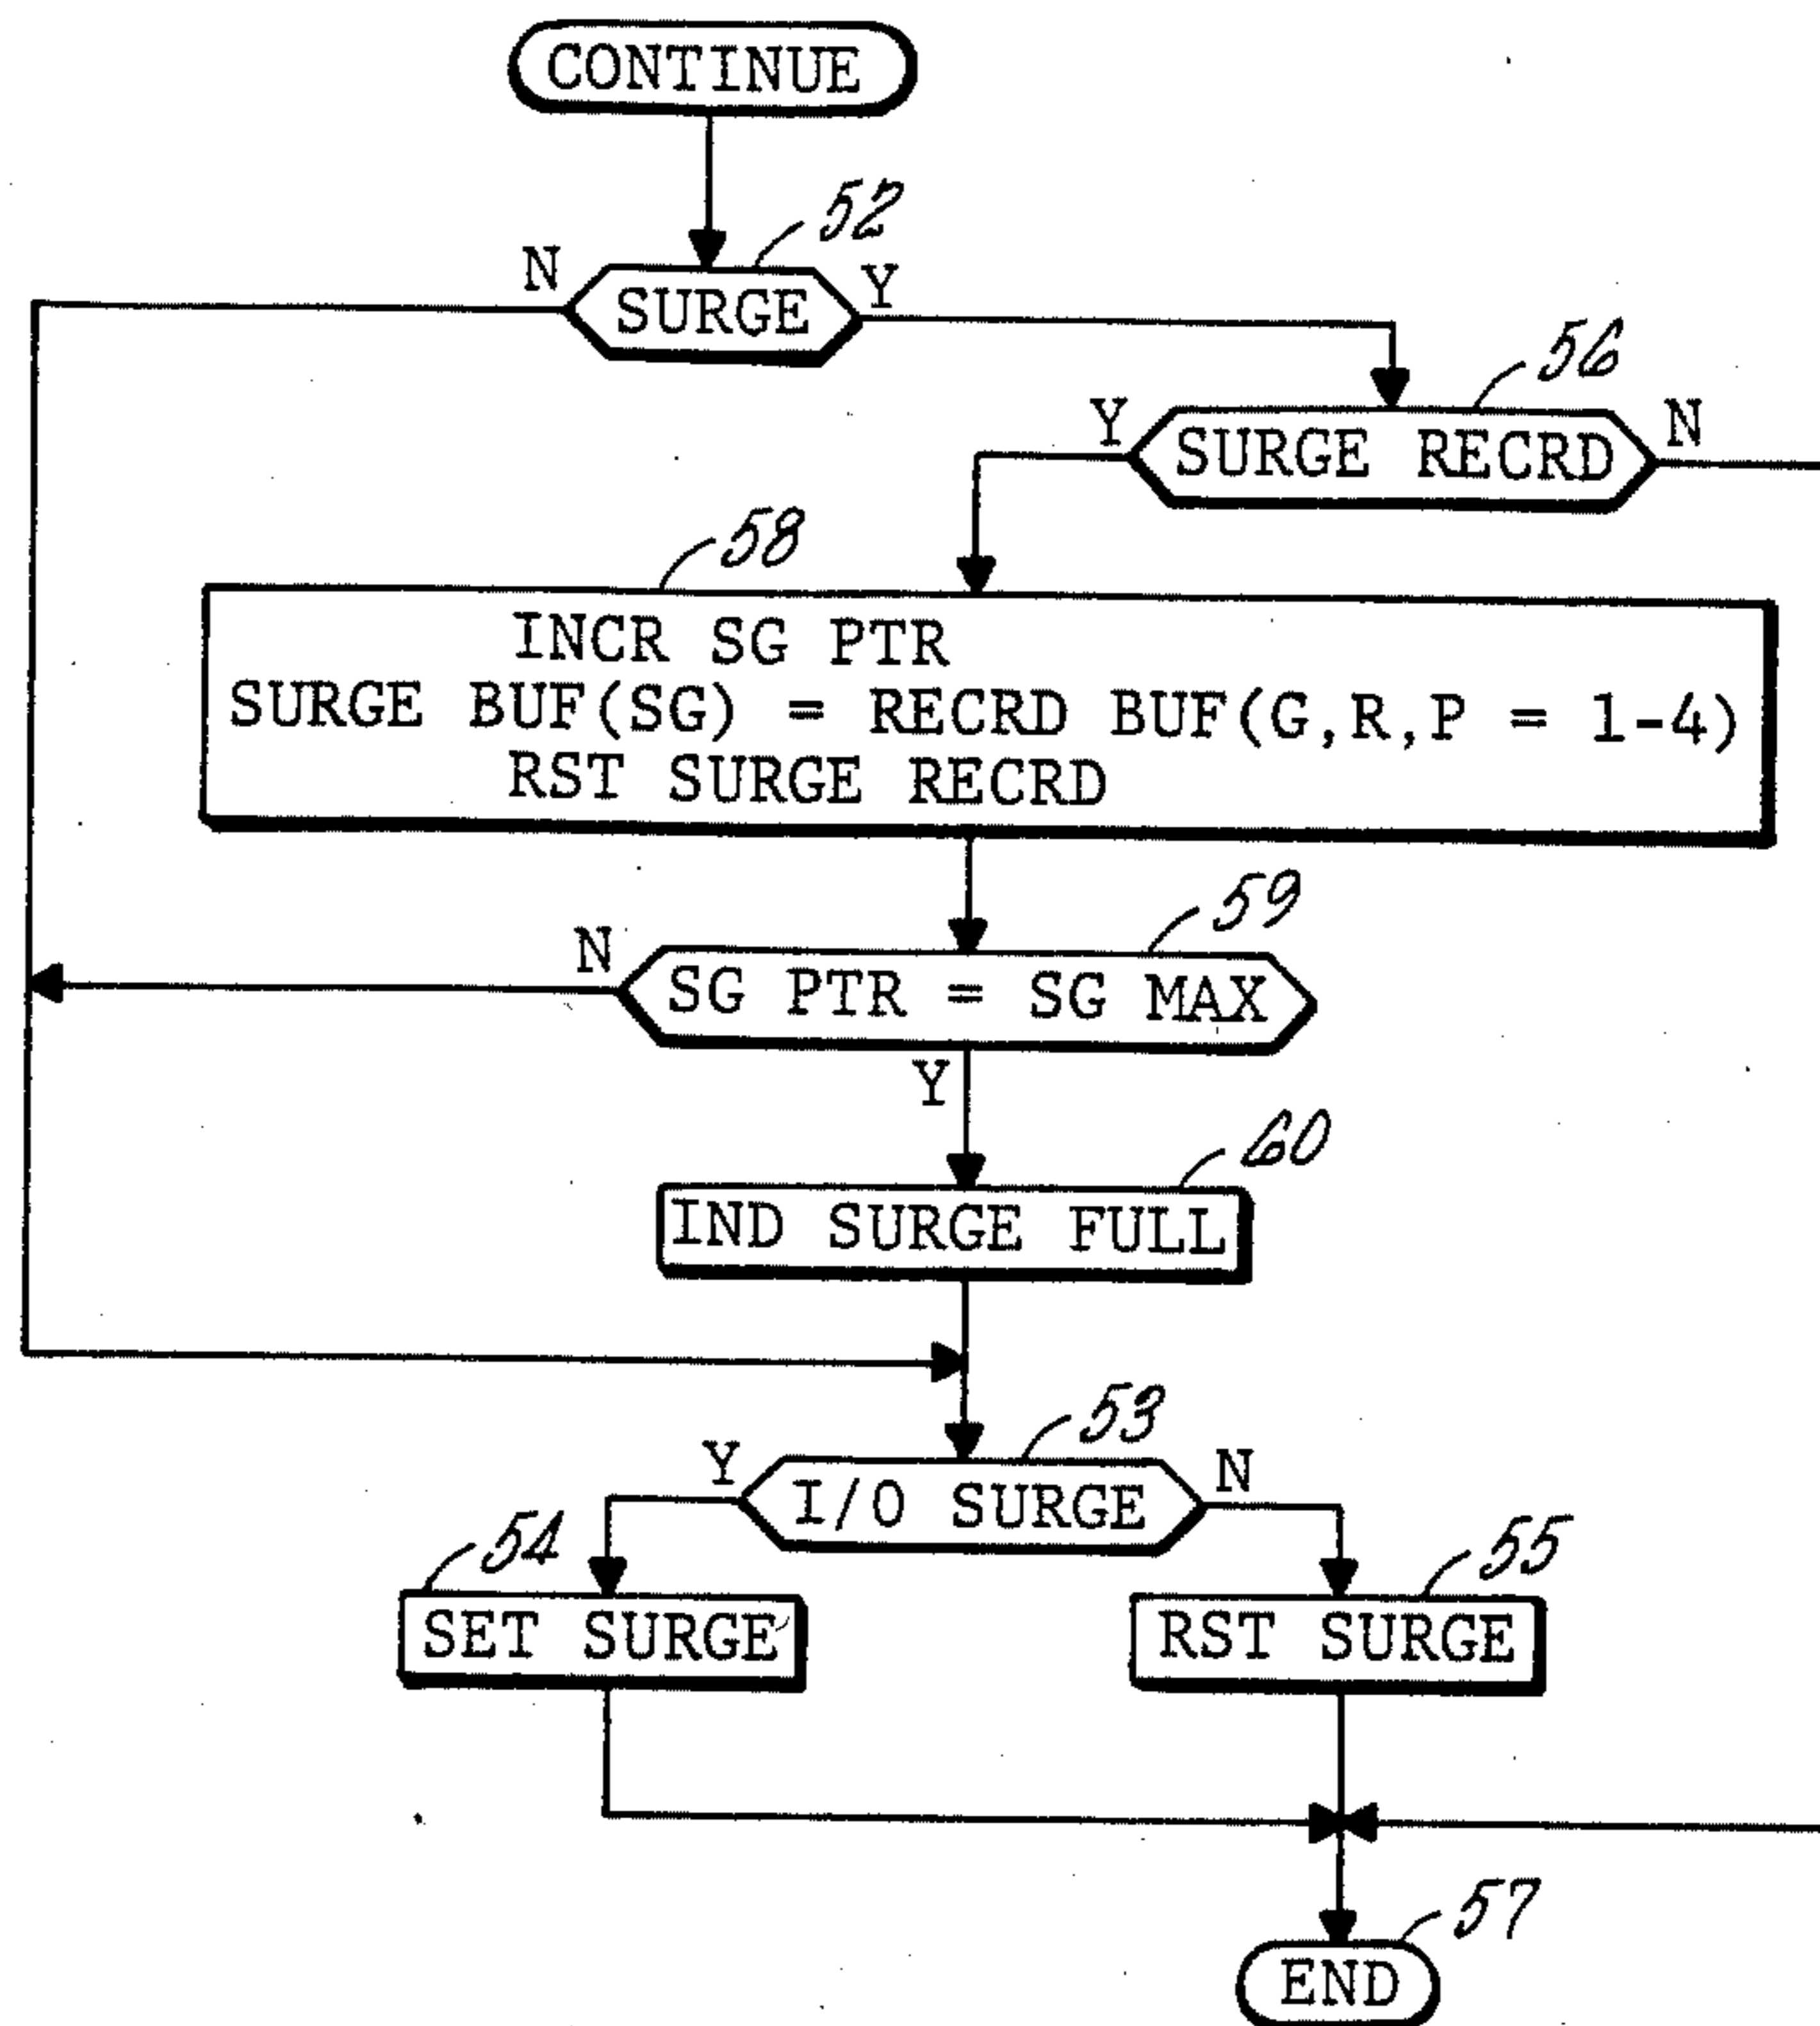 CONTINUE
52
N
SURGE
Y
56
Y
SURGE RECRD
N
58
INCR SG PTR
SURGE BUF(SG) = RECRD BUF(G,R,P = 1-4)
RST SURGE RECRD
59
N
SG PTR = SG MAX
Y
60
IND SURGE FULL
53
Y
I/O SURGE
N
54
SET SURGE
55
RST SURGE
57
END